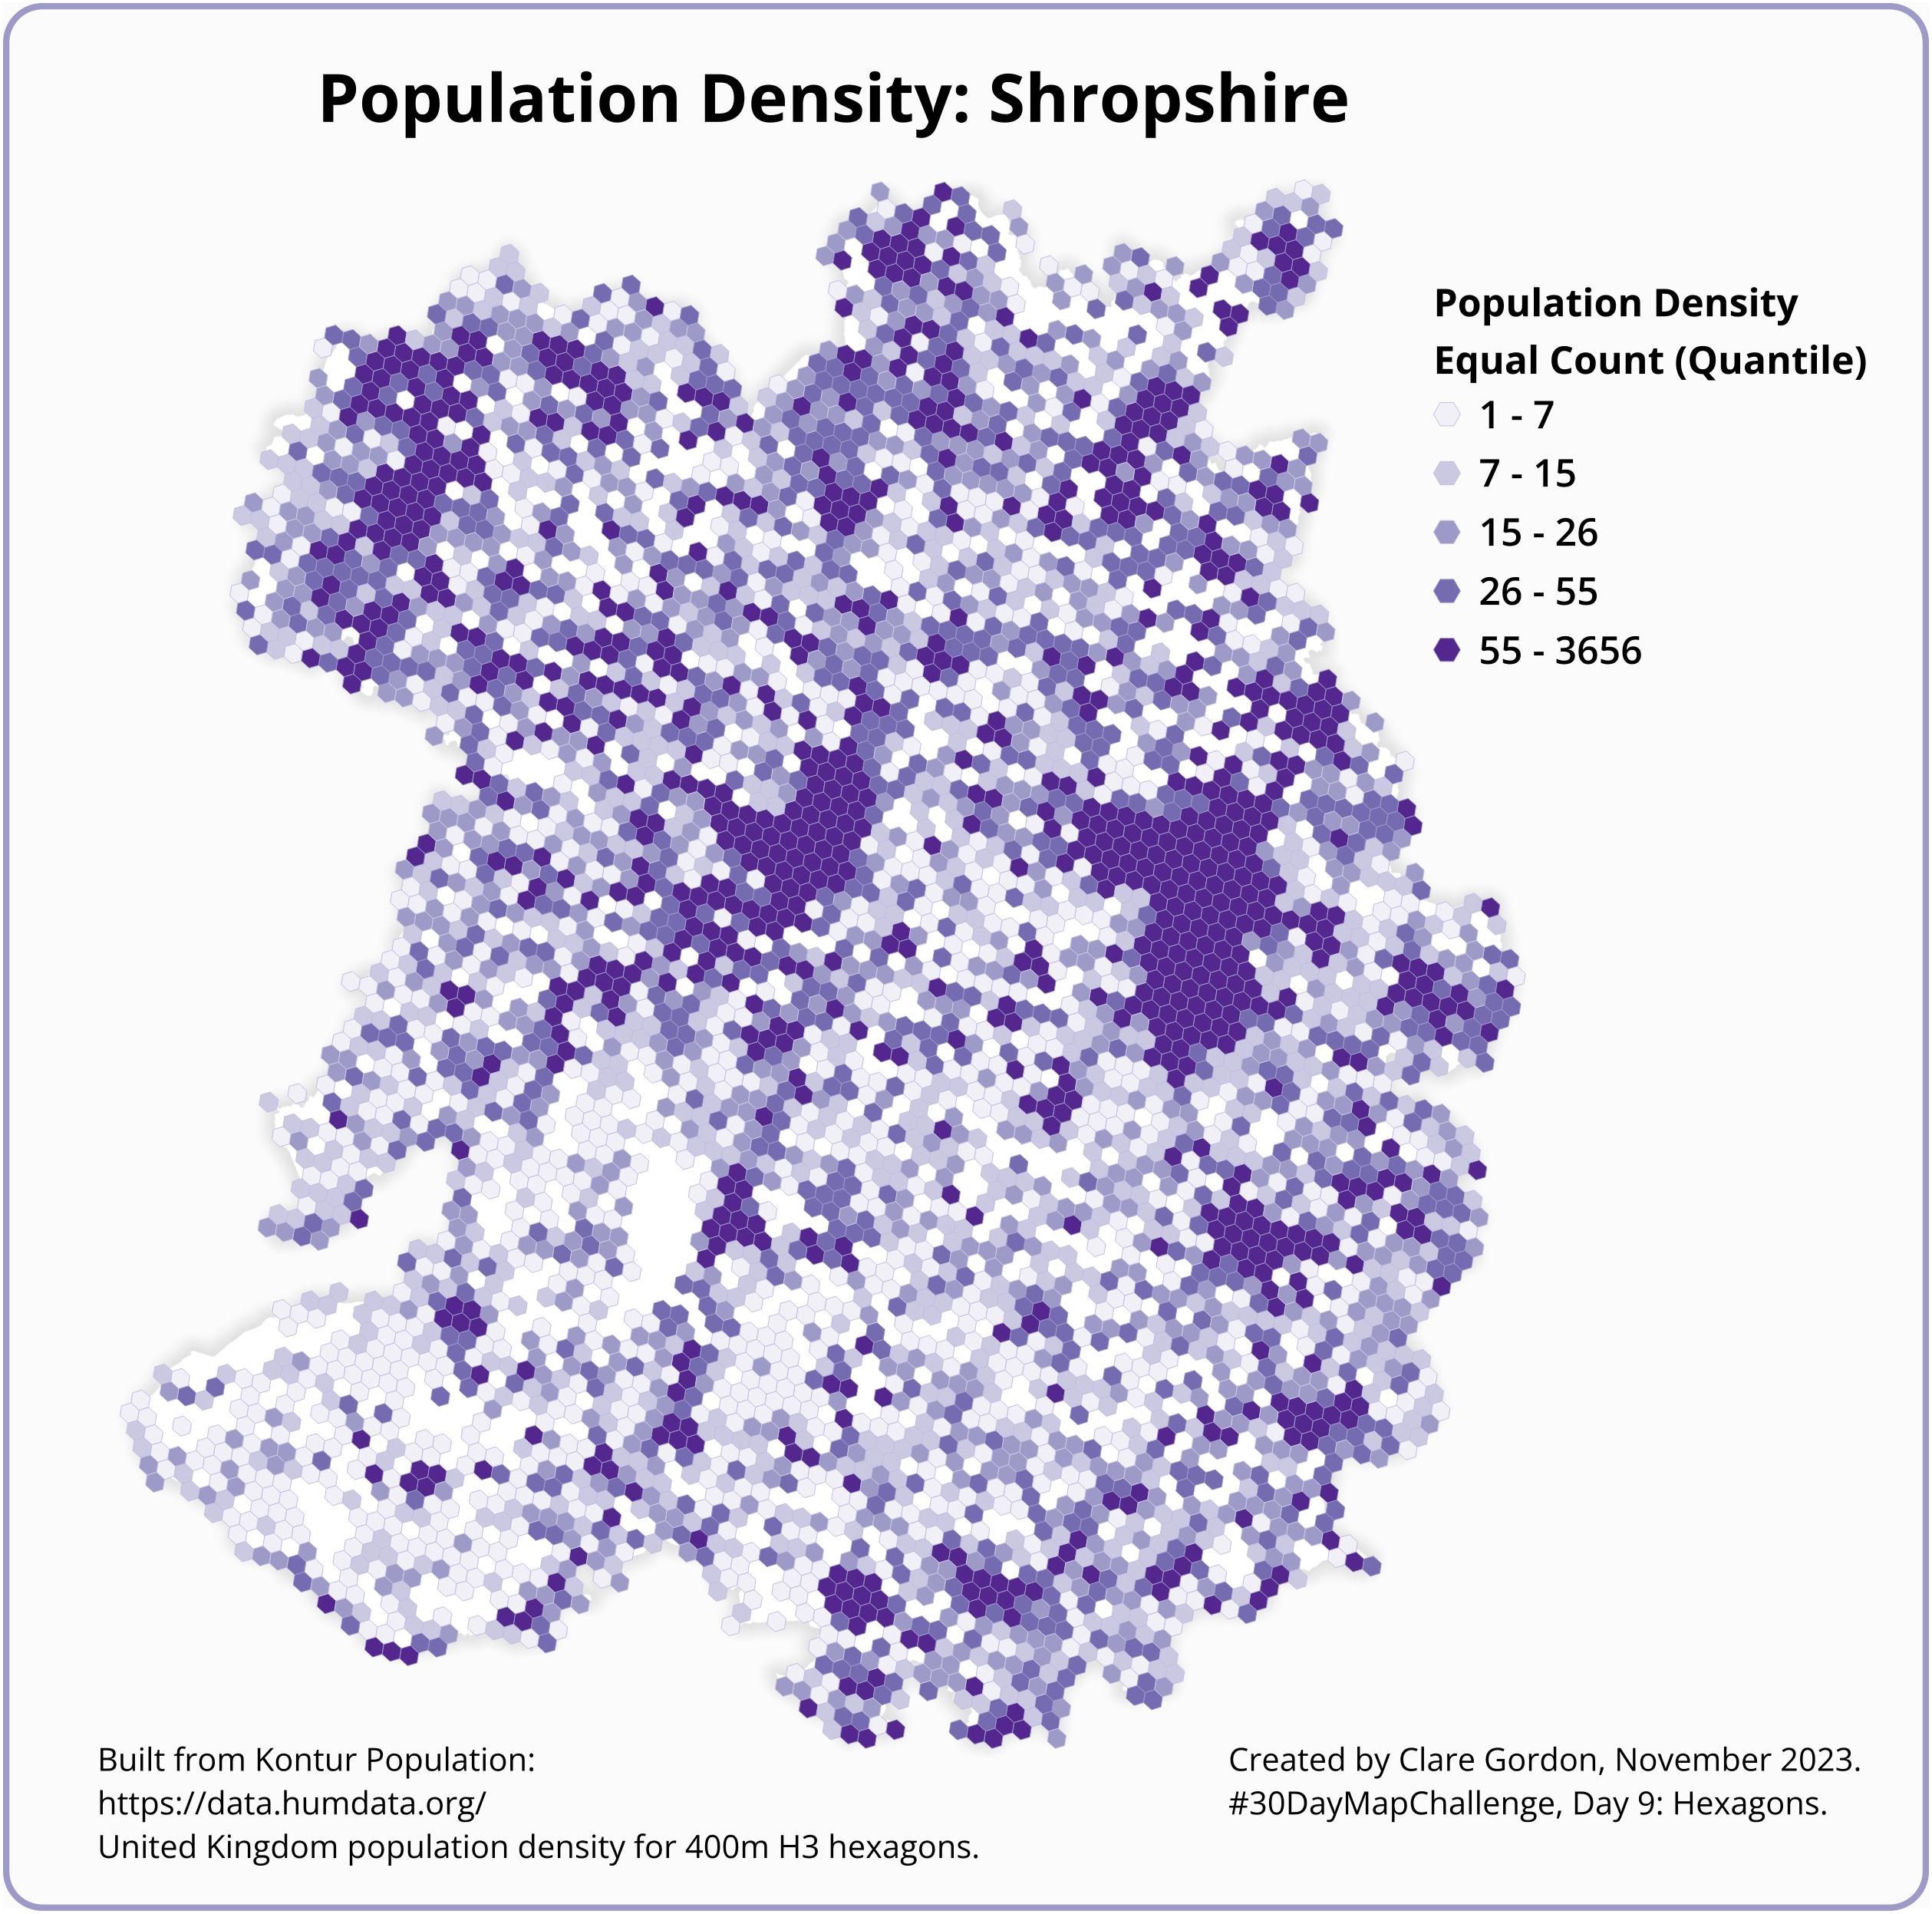 Population Density: Shropshire
Population Density
Equal Count (Quantile)
1 - 7
7 - 15
15 - 26
26 - 55
55 - 3656
Built from Kontur Population:
https://data.humdata.org/
United Kingdom population density for 400m H3 hexagons.
Created by Clare Gordon, November 2023.
#30DayMapChallenge, Day 9: Hexagons.